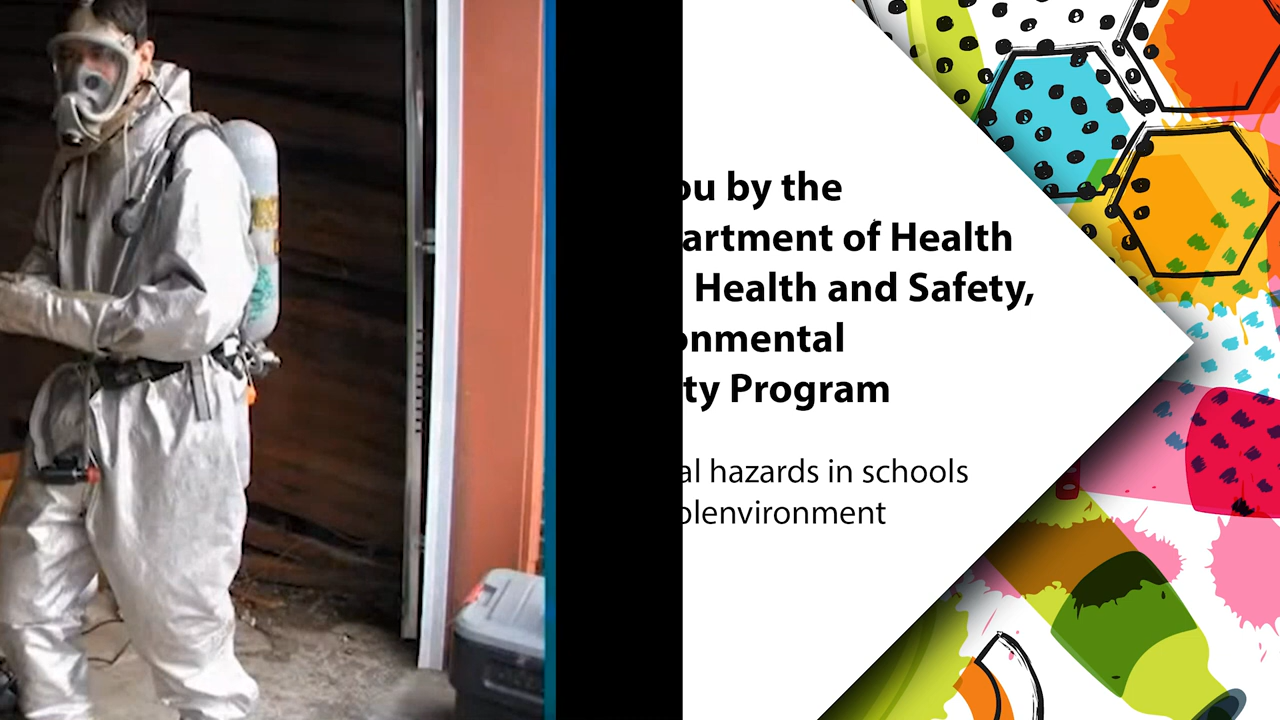 ou by the
artment of Health
Health and Safety,
onmental
ty Program
al hazards in schools
olenvironment